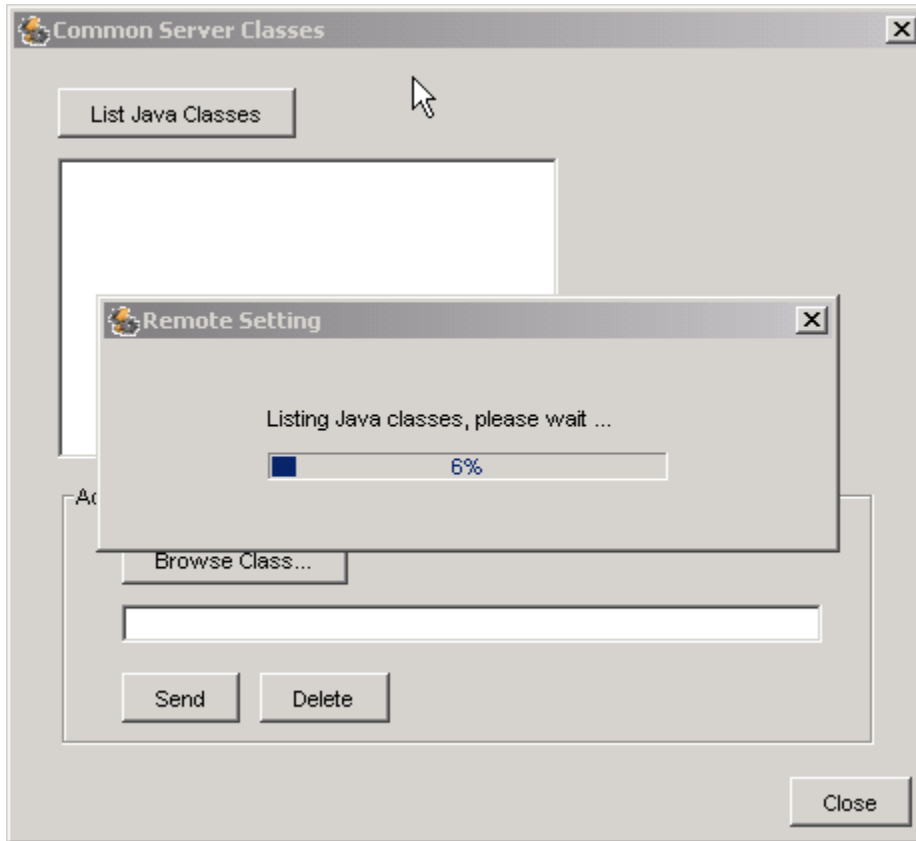 Common Server Classes
List Java Classes
Remote Setting
Listing Java classes, please wait ...
6%
Browse Class...
Send
Delete
Close